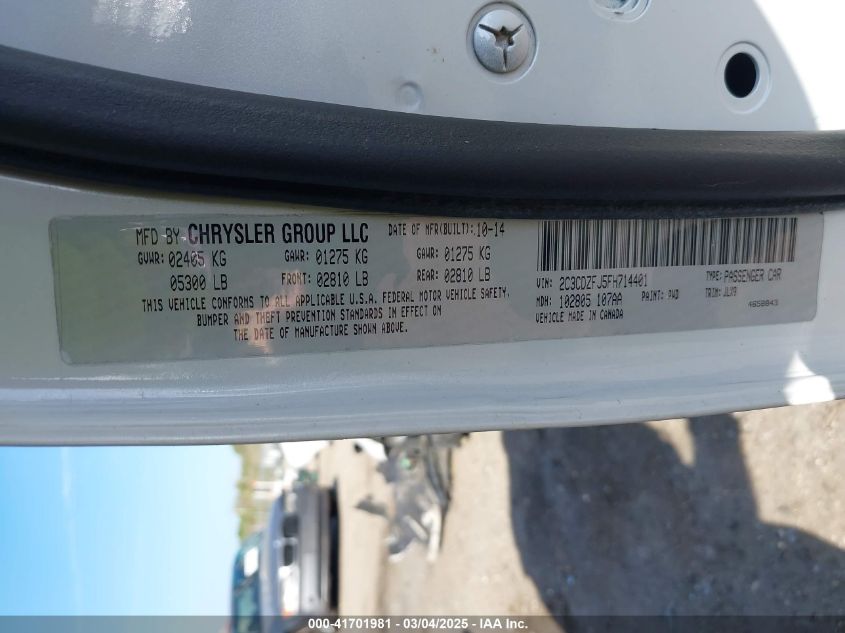 MFD BY CHRYSLER GROUP LLC DATE OF MFR(BUILT): 10-14
GVWR: 02405 KG GAWR: 01275 KG GAWR: 01275 KG
05300 LB FRONT: 02810 LB REAR: 02810 LB
THIS VEHICLE CONFORMS TO ALL APPLICABLE U.S.A. FEDERAL MOTOR VEHICLE SAFETY,
BUMPER AND THEFT PREVENTION STANDARDS IN EFFECT ON
THE DATE OF MANUFACTURE SHOWN ABOVE.
VIN: 2C3CDZFJ5FH714401 TYPE: PASSENGER CAR
MDH: 102805 107AA PAINT: PWD TRIM: JLX9
VEHICLE MADE IN CANADA 4658843
000-41701981 - 03/04/2025 - IAA Inc.